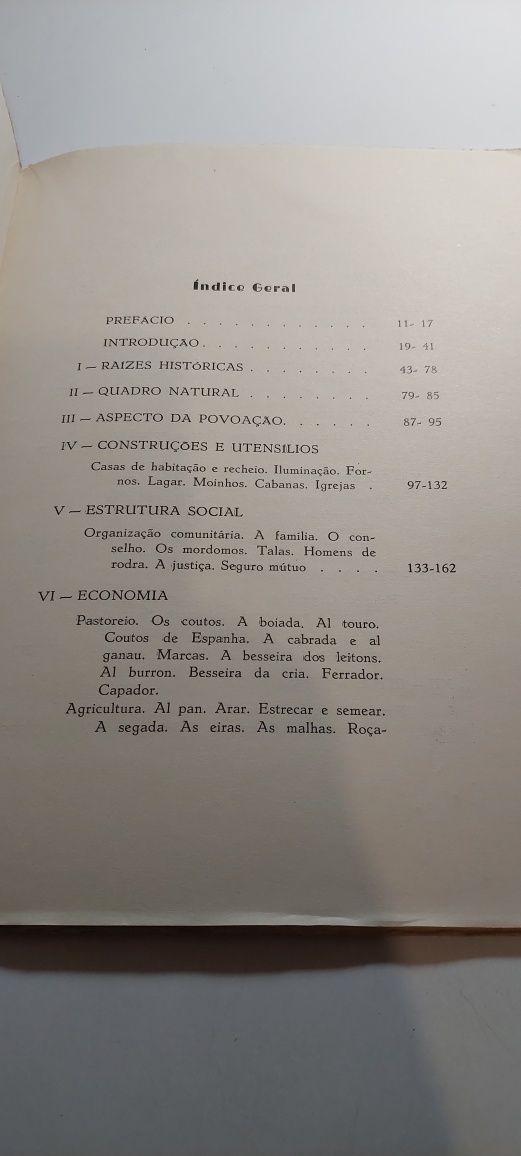 Índice Geral
PREFACIO . . . . . . . . . . . . 11- 17
INTRODUÇÃO . . . . . . . . . . . 19- 41
I — RAÍZES HISTÓRICAS . . . . . . . . 43- 78
II — QUADRO NATURAL . . . . . . . . 79- 85
III — ASPECTO DA POVOAÇÃO. . . . . . 87- 95
IV — CONSTRUÇÕES E UTENSÍLIOS
Casas de habitação e recheio. Iluminação. For-
nos. Lagar. Moinhos. Cabanas. Igrejas . 97-132
V — ESTRUTURA SOCIAL
Organização comunitária. A família. O con-
selho. Os mordomos. Talas. Homens de
rodra. A justiça. Seguro mútuo . . . . 133-162
VI — ECONOMIA
Pastoreio. Os coutos. A boiada. Al touro.
Coutos de Espanha. A cabrada e al
ganau. Marcas. A besseira dos leitons.
Al burron. Besseira da cria. Ferrador.
Capador.
Agricultura. Al pan. Arar. Estrecar e semear.
A segada. As eiras. As malhas. Roça-